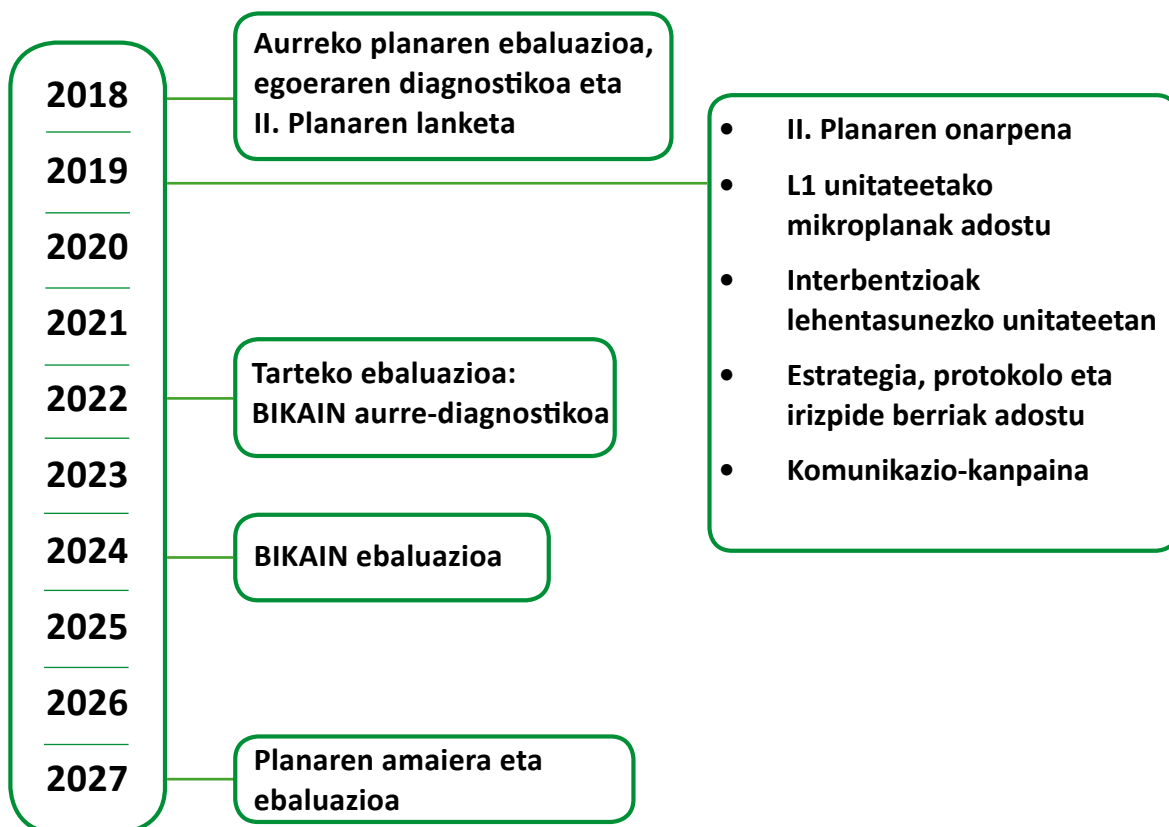 2018
Aurreko planaren ebaluazioa,
egoeraren diagnostikoa eta
II. Planaren lanketa
2019
• II. Planaren onarpena
• L1 unitateetako
mikroplanak adostu
• Interbentzioak
lehentasunezko unitateetan
• Estrategia, protokolo eta
irizpide berriak adostu
• Komunikazio-kanpaina
2020
2021
2022
Tarteko ebaluazioa:
BIKAIN aurre-diagnostikoa
2023
2024
BIKAIN ebaluazioa
2025
2026
2027
Planaren amaiera eta
ebaluazioa